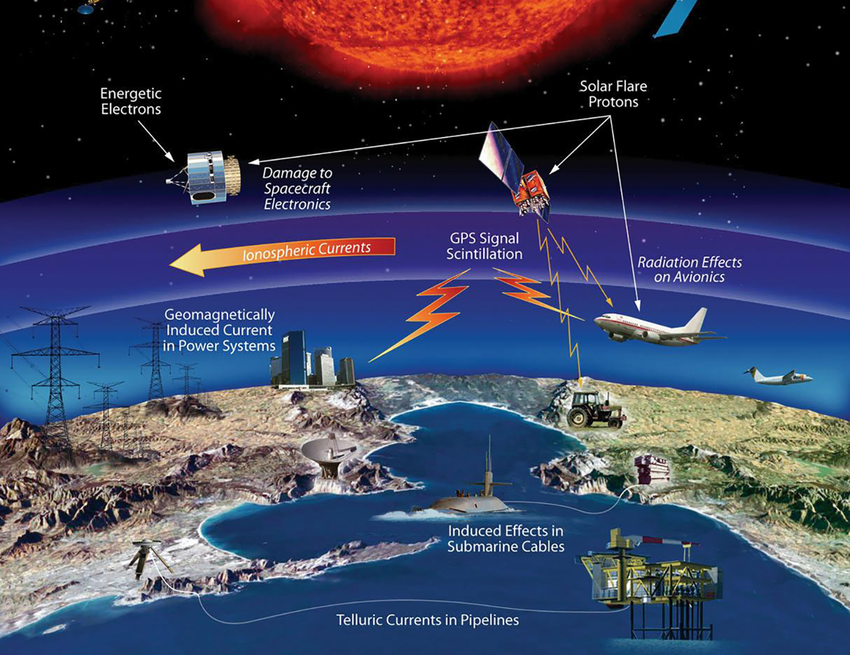 Energetic
Electrons
Solar Flare
Protons
Damage to
Spacecraft
Electronics
Ionospheric Currents
GPS Signal
Scintillation
Radiation Effects
on Avionics
Geomagnetically
Induced Current
in Power Systems
Induced Effects in
Submarine Cables
Telluric Currents in Pipelines